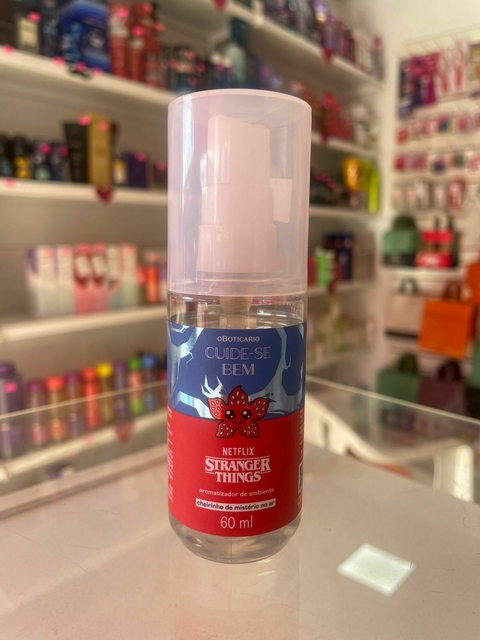 oBOTICÁRIO
CUIDE-SE
BEM
NETFLIX
STRANGER
THINGS
aromatizador de ambiente
cheirinho de mistério no ar
60 ml